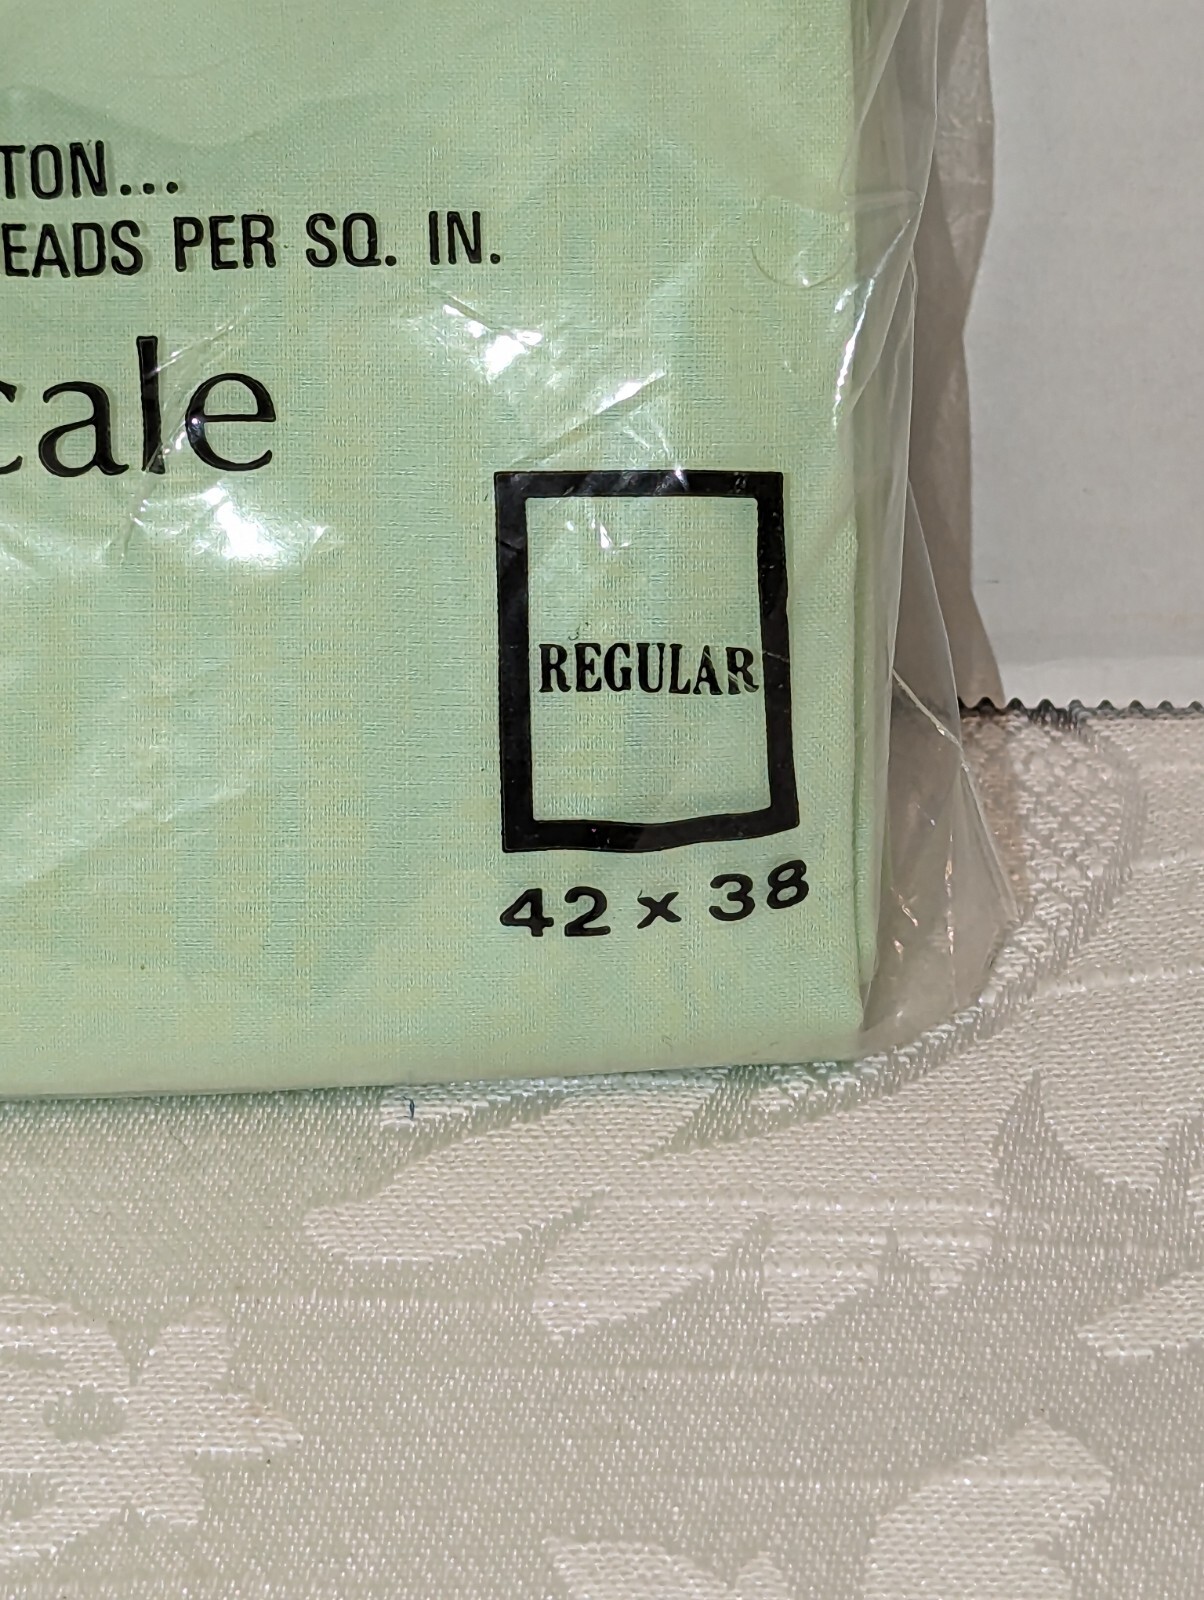 TON...
EADS PER SQ. IN.
cale
REGULAR
42 x 38